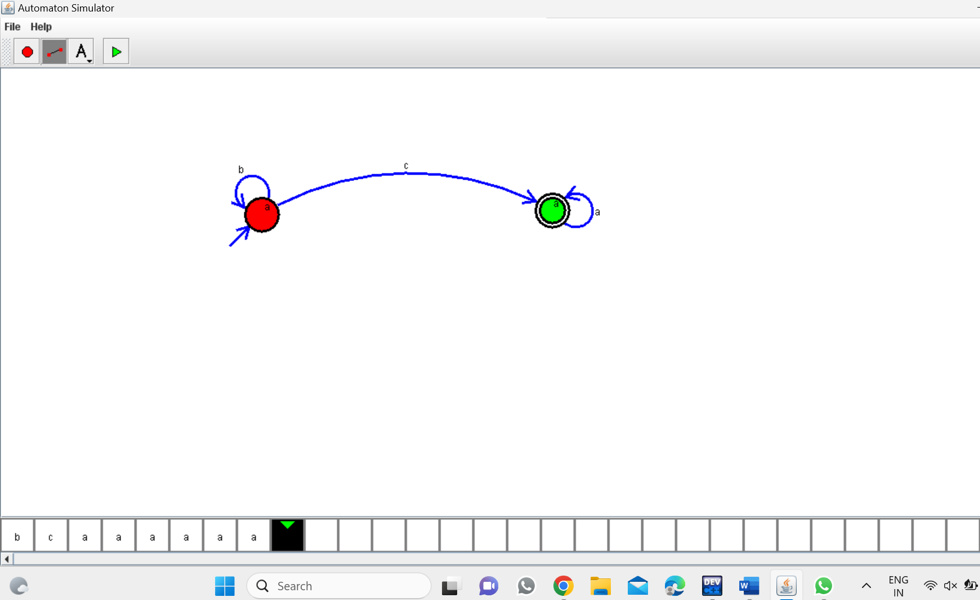 Automaton Simulator
File Help
A
b
c
a
a
a
b c a a a a a a
Search
DEV
W
ENG
IN